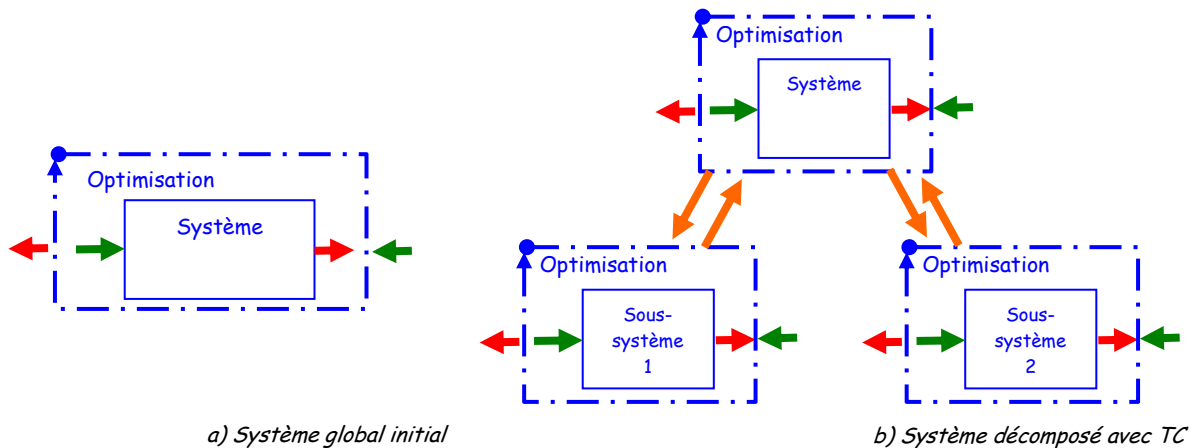 Optimisation
Système
a) Système global initial
Optimisation
Système
Optimisation
Sous-
système
1
Optimisation
Sous-
système
2
b) Système décomposé avec TC